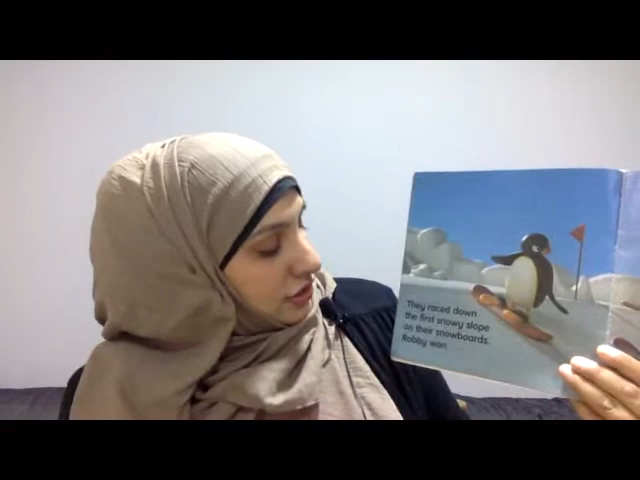 They raced down
the first snowy slope
on their snowboards.
Robby won.